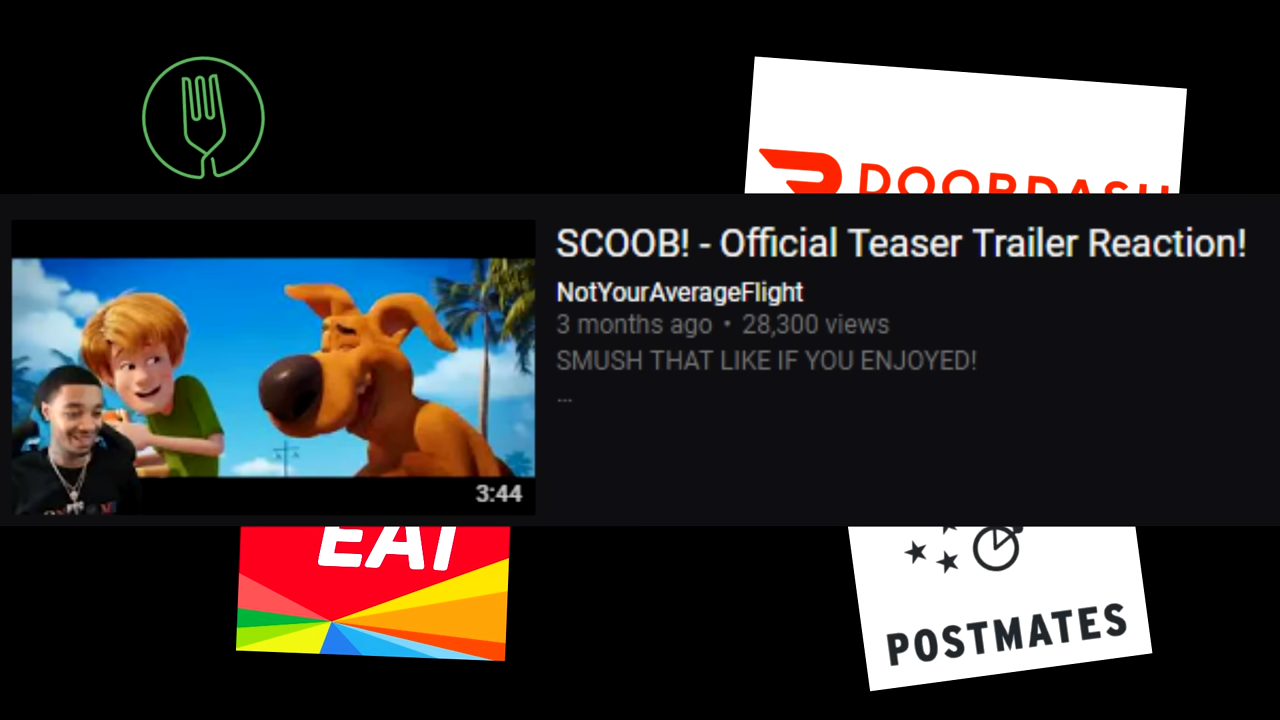 DOORDASH
SCOOB! - Official Teaser Trailer Reaction!
NotYourAverageFlight
3 months ago • 28,300 views
SMUSH THAT LIKE IF YOU ENJOYED!
...
3:44
EAT
POSTMATES